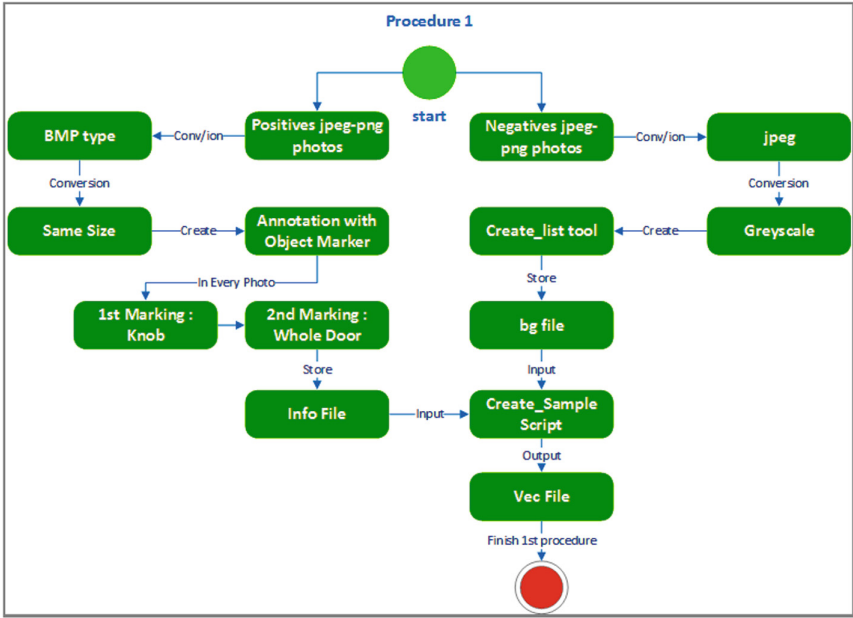 Procedure 1
start
Positives jpeg-png
photos
Conv/ion
BMP type
Conversion
Same Size
Create
Annotation with
Object Marker
In Every Photo
1st Marking :
Knob
2nd Marking :
Whole Door
Store
Info File
Input
Negatives jpeg-
png photos
Conv/ion
jpeg
Conversion
Greyscale
Create
Create_list tool
Store
bg file
Input
Create_Sample
Script
Output
Vec File
Finish 1st procedure